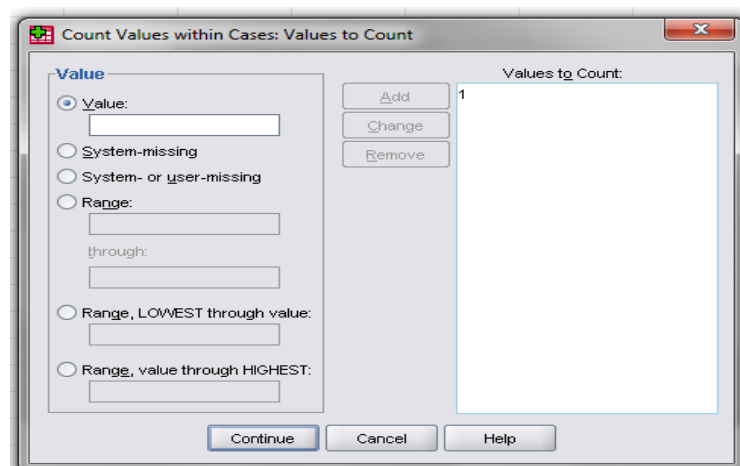 Count Values within Cases: Values to Count
Value
Value:
System-missing
System- or user-missing
Range:
through:
Range, LOWEST through value:
Range, value through HIGHEST:
Add
Change
Remove
Values to Count:
1
Continue
Cancel
Help